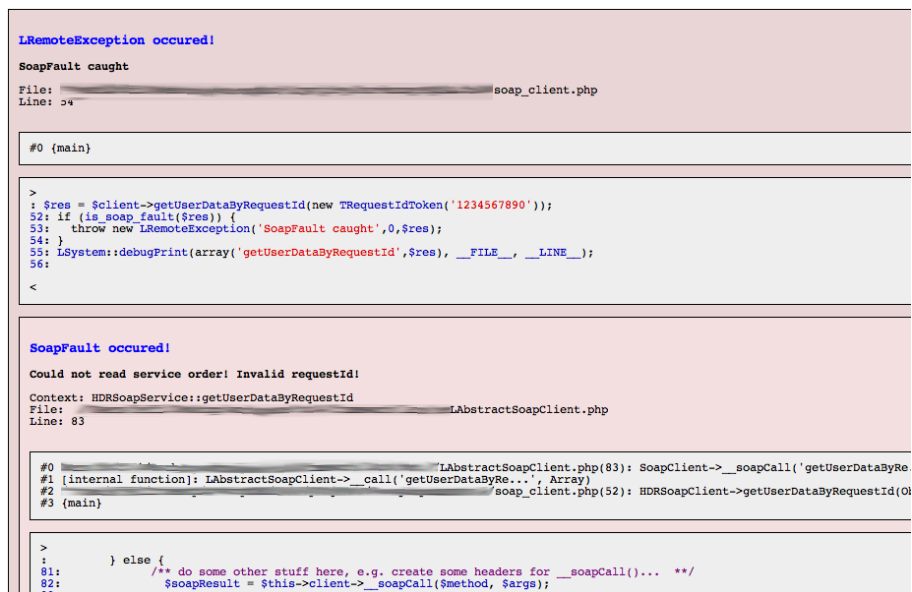 LRemoteException occured!
SoapFault caught
File: soap_client.php
Line: 54
#0 {main}
>
: $res = $client->getUserDataByRequestId(new TRequestIdToken('1234567890'));
52: if (is_soap_fault($res)) {
53:   throw new LRemoteException('SoapFault caught',0,$res);
54: }
55: LSystem::debugPrint(array('getUserDataByRequestId',$res), __FILE__, __LINE__);
56:
<
SoapFault occured!
Could not read service order! Invalid requestId!
Context: HDRSoapService::getUserDataByRequestId
File: LAbstractSoapClient.php
Line: 83
#0 /LAbstractSoapClient.php(83): SoapClient->__soapCall('getUserDataByRe.
#1 [internal function]: LAbstractSoapClient->__call('getUserDataByRe...', Array)
#2 /soap_client.php(52): HDRSoapClient->getUserDataByRequestId(Ob
#3 {main}
>
:         } else {
81:             /** do some other stuff here, e.g. create some headers for __soapCall()...  **/
82:               $soapResult = $this->client->__soapCall($method, $args);